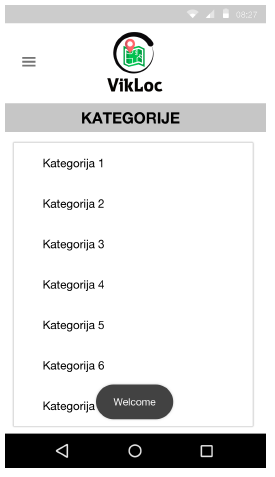 08:27
VikLoc
KATEGORIJE
Kategorija 1
Kategorija 2
Kategorija 3
Kategorija 4
Kategorija 5
Kategorija 6
Kategorija
Welcome